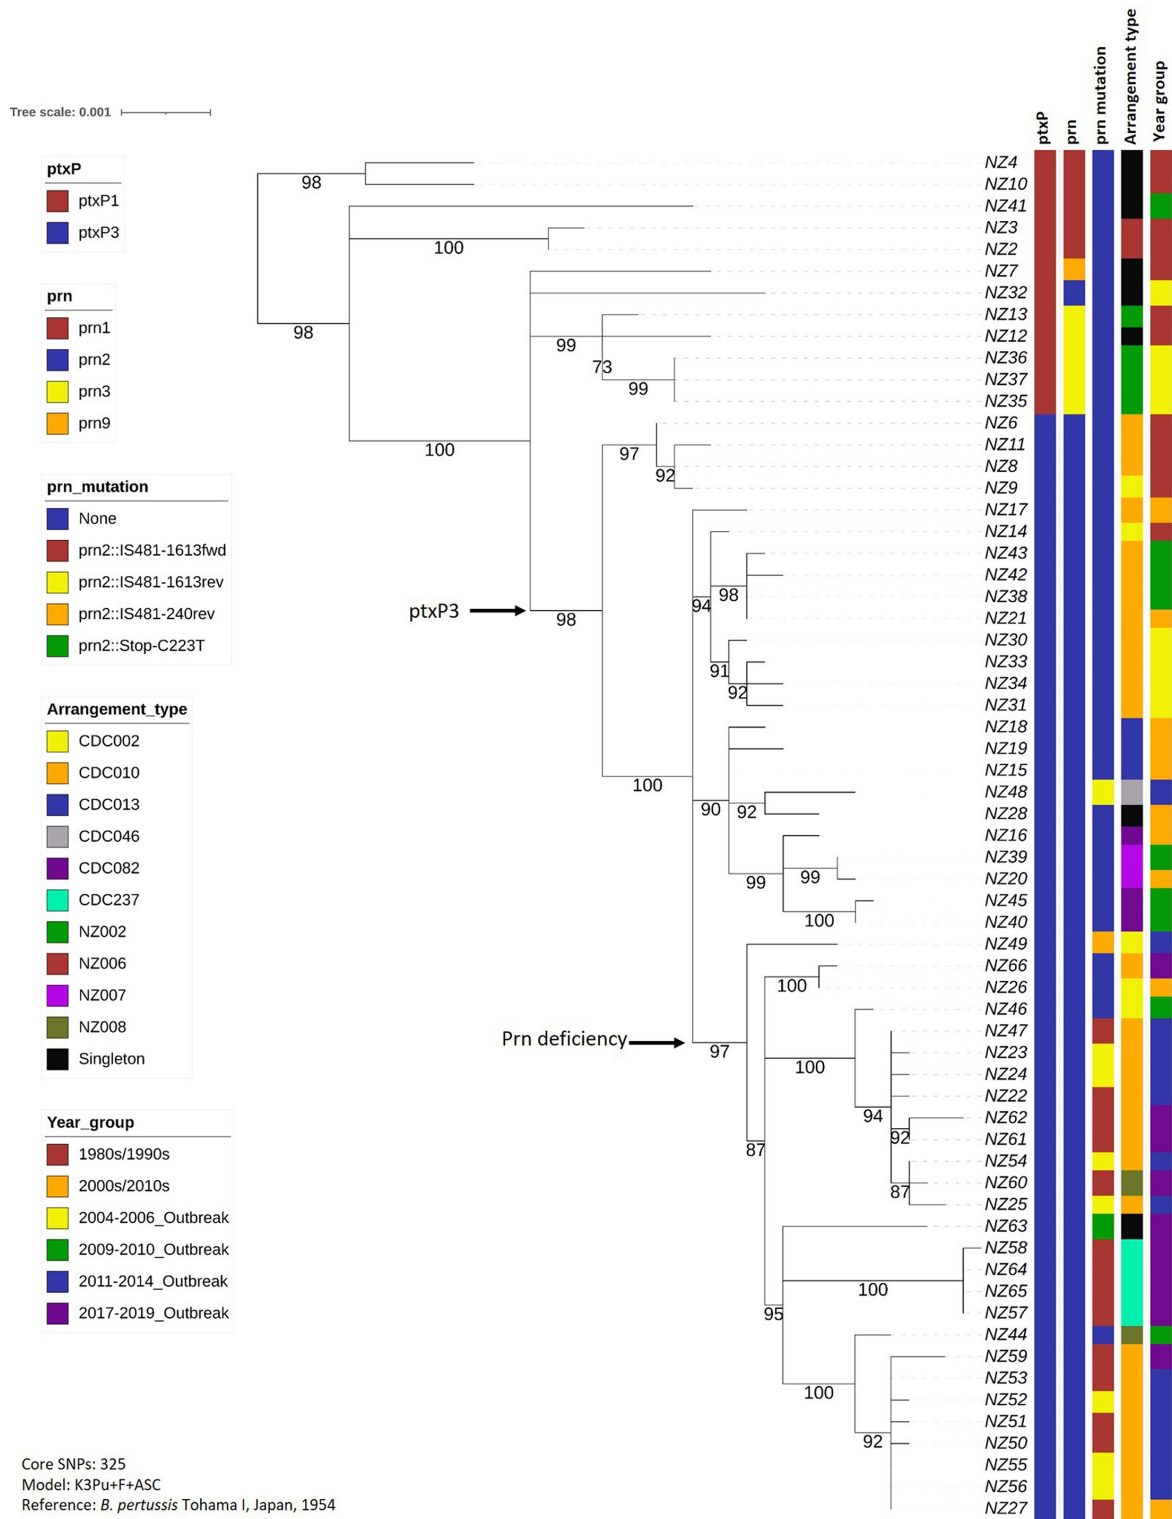 ptxP
prn
prn mutation
Arrangement type
Year group
Tree scale: 0.001
ptxP
ptxP1
ptxP3
prn
prn1
prn2
prn3
prn9
prn_mutation
None
prn2::IS481-1613fwd
prn2::IS481-1613rev
prn2::IS481-240rev
prn2::Stop-C223T
Arrangement_type
CDC002
CDC010
CDC013
CDC046
CDC082
CDC237
NZ002
NZ006
NZ007
NZ008
Singleton
Year_group
1980s/1990s
2000s/2010s
2004-2006_Outbreak
2009-2010_Outbreak
2011-2014_Outbreak
2017-2019_Outbreak
Core SNPs: 325
Model: K3Pu+F+ASC
Reference: B. pertussis Tohama I, Japan, 1954
98
100
98
99
73
99
100
97
92
ptxP3
98
94
98
91
92
100
90
92
99
99
100
100
Prn deficiency
97
100
94
92
87
87
100
95
100
92
NZ4
NZ10
NZ41
NZ3
NZ2
NZ7
NZ32
NZ13
NZ12
NZ36
NZ37
NZ35
NZ6
NZ11
NZ8
NZ9
NZ17
NZ14
NZ43
NZ42
NZ38
NZ21
NZ30
NZ33
NZ34
NZ31
NZ18
NZ19
NZ15
NZ48
NZ28
NZ16
NZ39
NZ20
NZ45
NZ40
NZ49
NZ66
NZ26
NZ46
NZ47
NZ23
NZ24
NZ22
NZ62
NZ61
NZ54
NZ60
NZ25
NZ63
NZ58
NZ64
NZ65
NZ57
NZ44
NZ59
NZ53
NZ52
NZ51
NZ50
NZ55
NZ56
NZ27